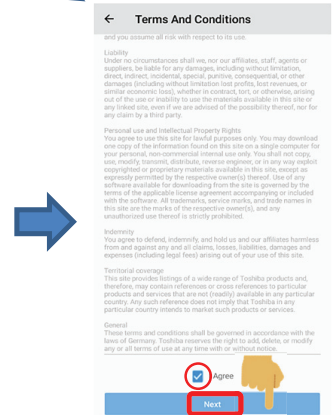 Terms And Conditions
and you assume all risk with respect to its use.
Liability
Under no circumstances shall we, nor our affiliates, staff, agents or
suppliers, be liable for any damages, including without limitation,
direct, indirect, incidental, special, punitive, consequential, or other
damages (including without limitation lost profits, lost revenues, or
similar economic loss), whether in contract, tort, or otherwise, arising
out of the use or inability to use the materials available in this site or
any linked site, even if we are advised of the possibility thereof, nor for
any claim by a third party.
Personal use and Intellectual Property Rights
You agree to use this site for lawful purposes only. You may download
one copy of the information found on this site on a single computer for
your personal, non-commercial internal use only. You shall not copy,
use, modify, transmit, distribute, reverse engineer, or in any way exploit
copyrighted or proprietary materials available in this site, except as
expressly permitted by the respective owner(s) thereof. Use of any
software available for downloading from the site is governed by the
terms of the applicable license agreement accompanying or included
with the software. All trademarks, service marks, and trade names in
this site are the marks of the respective owner(s), and any
unauthorized use thereof is strictly prohibited.
Indemnity
You agree to defend, indemnify, and hold us and our affiliates harmless
from and against any and all claims, losses, liabilities, damages and
expenses (including legal fees) arising out of your use of this site.
Territorial coverage
This site provides listings of a wide range of Toshiba products and,
therefore, may contain references or cross references to particular
products and services that are not (readily) available in any particular
country. Any such reference does not imply that Toshiba in any
particular country intends to market such products or services.
General
These terms and conditions shall be governed in accordance with the
laws of Germany. Toshiba reserves the right to add, delete, or modify
any or all terms of use at any time with or without notice.
Agree
Next